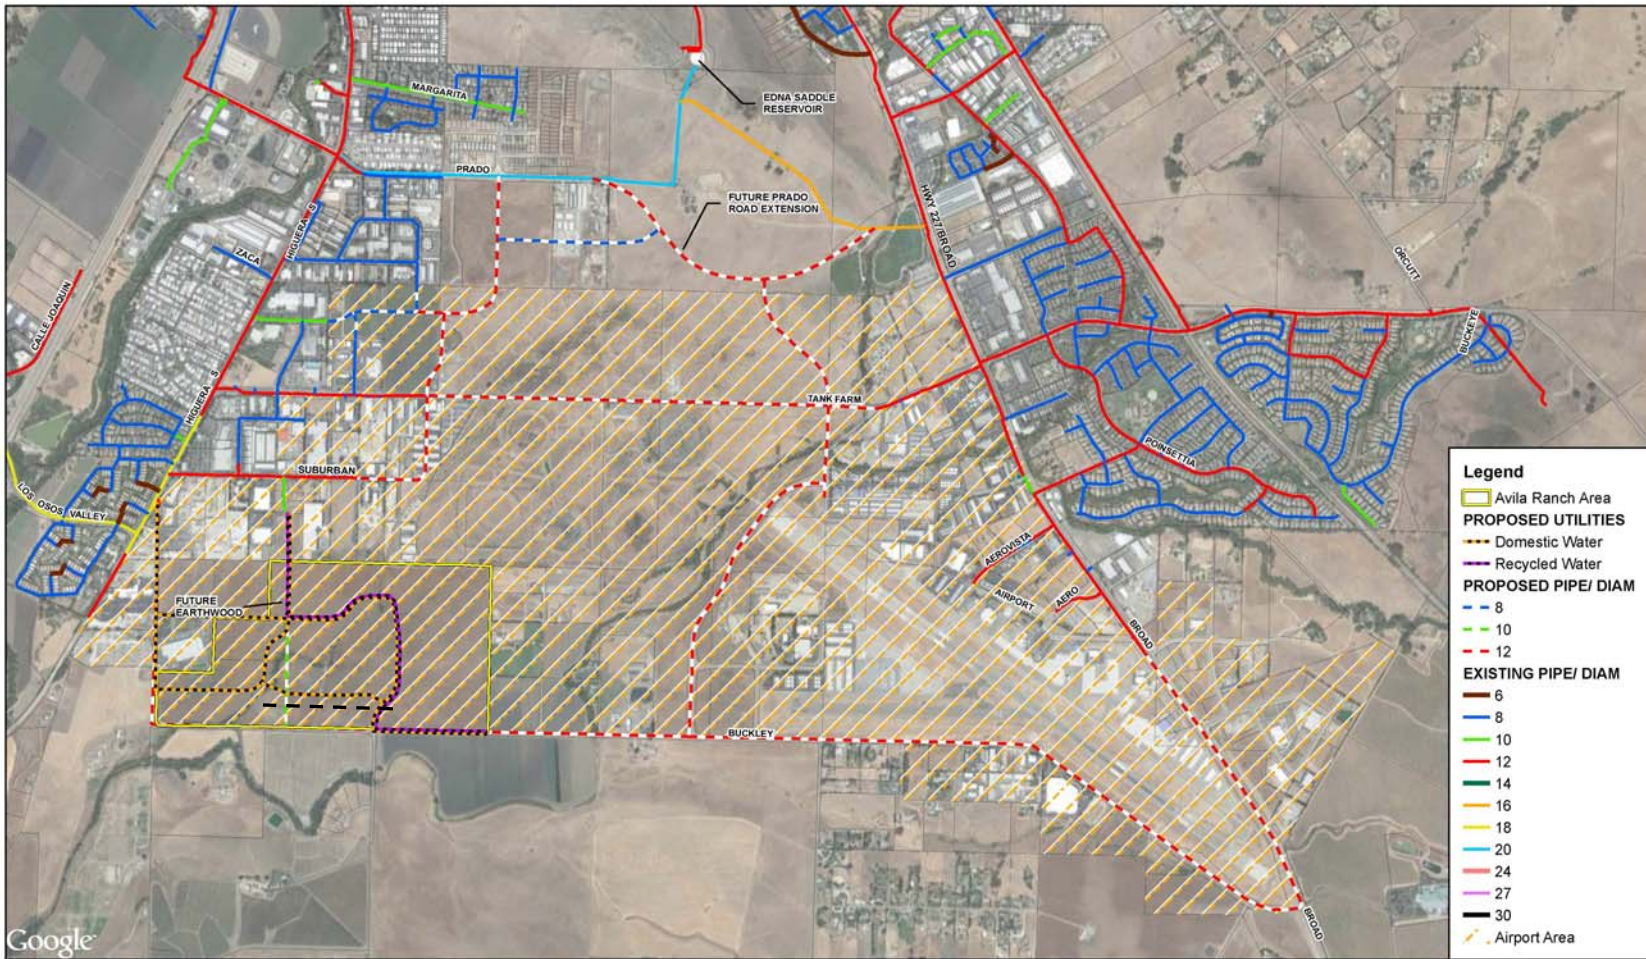 MARGARITA
EDNA SADDLE
RESERVOIR
PRADO
FUTURE PRADO
ROAD EXTENSION
HIGUERA S
ZACA
HWY 227/BROAD
ORCUTT
CALLE JOAQUIN
BUCKEYE
HIGUERA S
TANK FARM
POINSETTIA
SUBURBAN
LOS OSOS VALLEY
AEROVISTA
AIRPORT
AERO
FUTURE
EARTHWOOD
BROAD
BUCKLEY
BROAD
Google
Legend
Avila Ranch Area
PROPOSED UTILITIES
Domestic Water
Recycled Water
PROPOSED PIPE/ DIAM
8
10
12
EXISTING PIPE/ DIAM
6
8
10
12
14
16
18
20
24
27
30
Airport Area